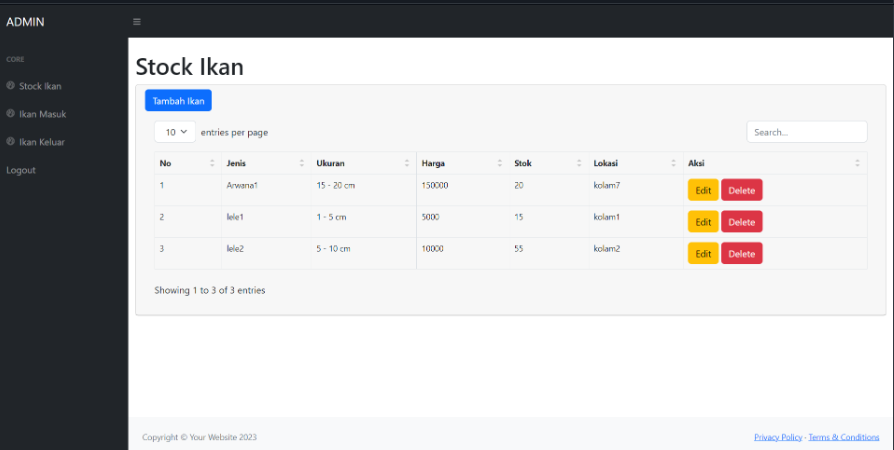 ADMIN
CORE
Stock Ikan
Ikan Masuk
Ikan Keluar
Logout
Stock Ikan
Tambah Ikan
10 entries per page
Search...
No Jenis Ukuran Harga Stok Lokasi Aksi
1 Arwana1 15 - 20 cm 150000 20 kolam7 Edit Delete
2 lele1 1 - 5 cm 5000 15 kolam1 Edit Delete
3 lele2 5 - 10 cm 10000 55 kolam2 Edit Delete
Showing 1 to 3 of 3 entries
Copyright © Your Website 2023
Privacy Policy · Terms & Conditions